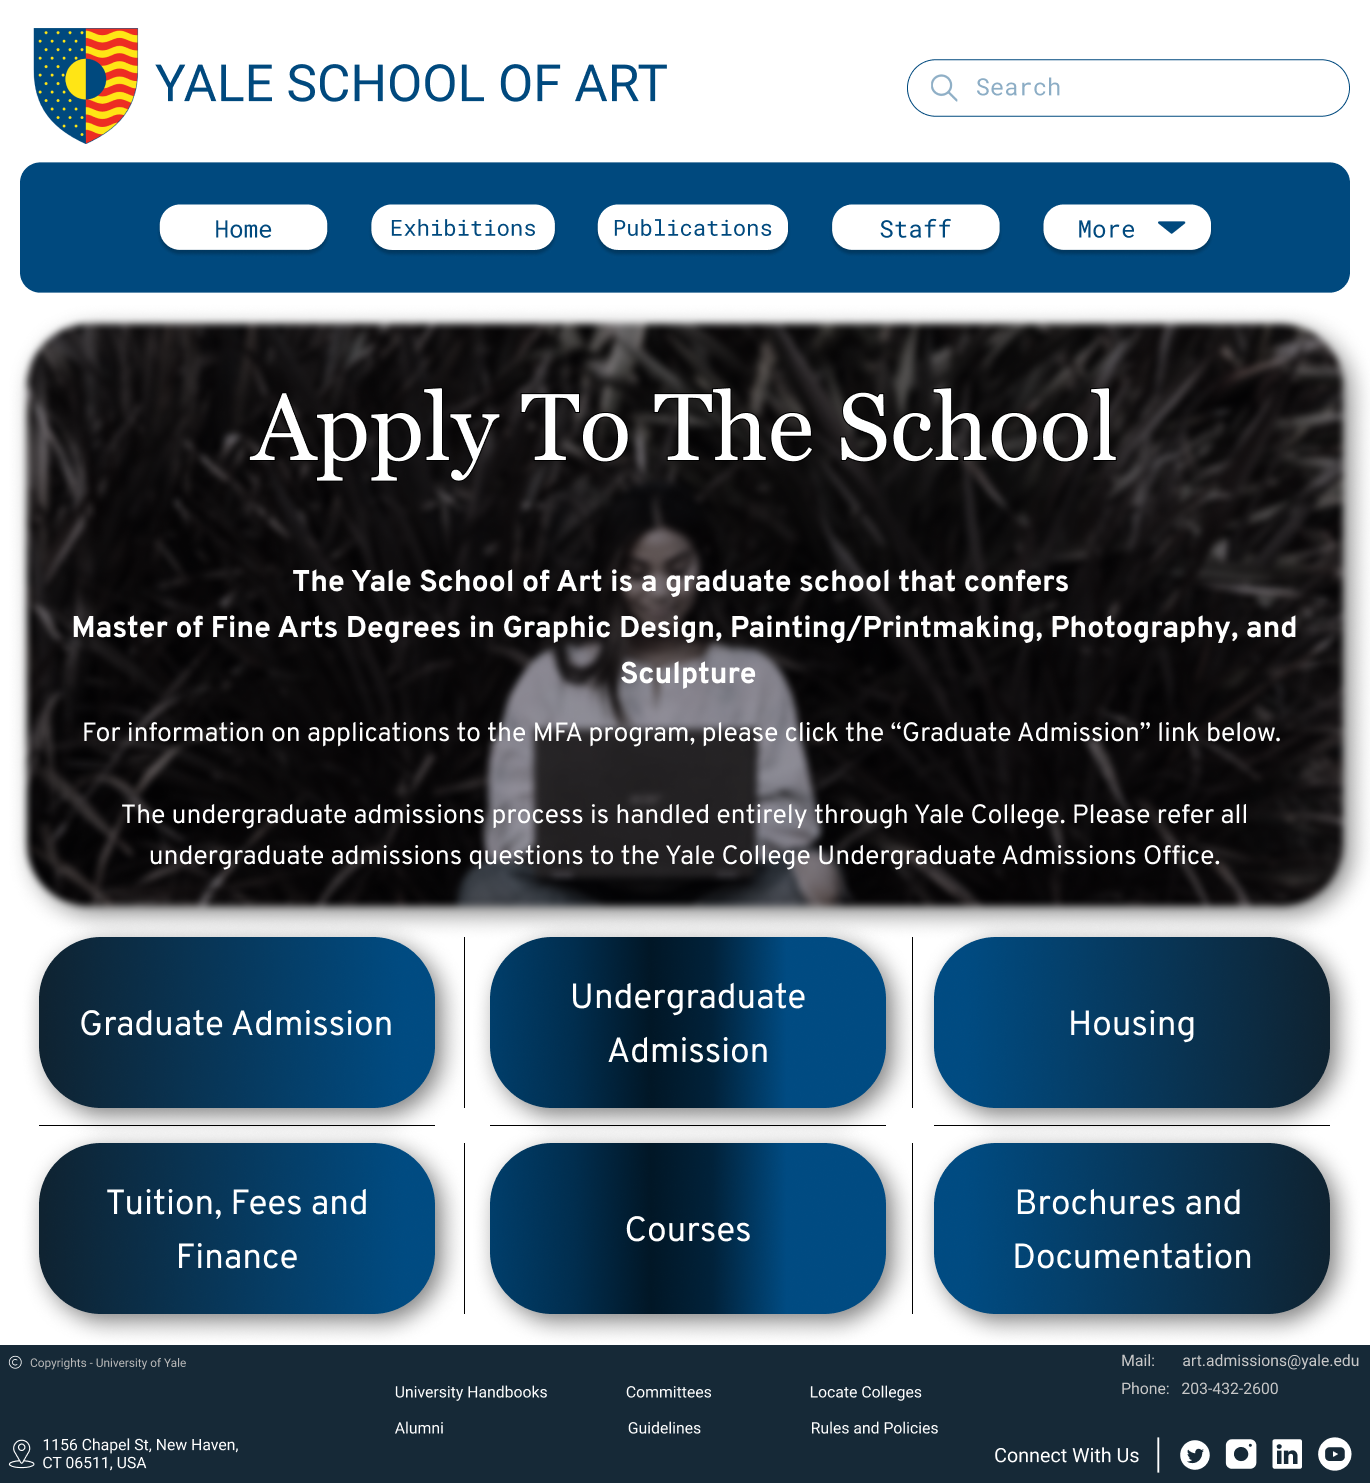 YALE SCHOOL OF ART
Search
Home
Exhibitions
Publications
Staff
More
Apply To The School
The Yale School of Art is a graduate school that confers
Master of Fine Arts Degrees in Graphic Design, Painting/Printmaking, Photography, and
Sculpture
For information on applications to the MFA program, please click the “Graduate Admission” link below.
The undergraduate admissions process is handled entirely through Yale College. Please refer all
undergraduate admissions questions to the Yale College Undergraduate Admissions Office.
Graduate Admission
Undergraduate
Admission
Housing
Tuition, Fees and
Finance
Courses
Brochures and
Documentation
© Copyrights - University of Yale
1156 Chapel St, New Haven,
CT 06511, USA
University Handbooks
Committees
Locate Colleges
Alumni
Guidelines
Rules and Policies
Mail: art.admissions@yale.edu
Phone: 203-432-2600
Connect With Us